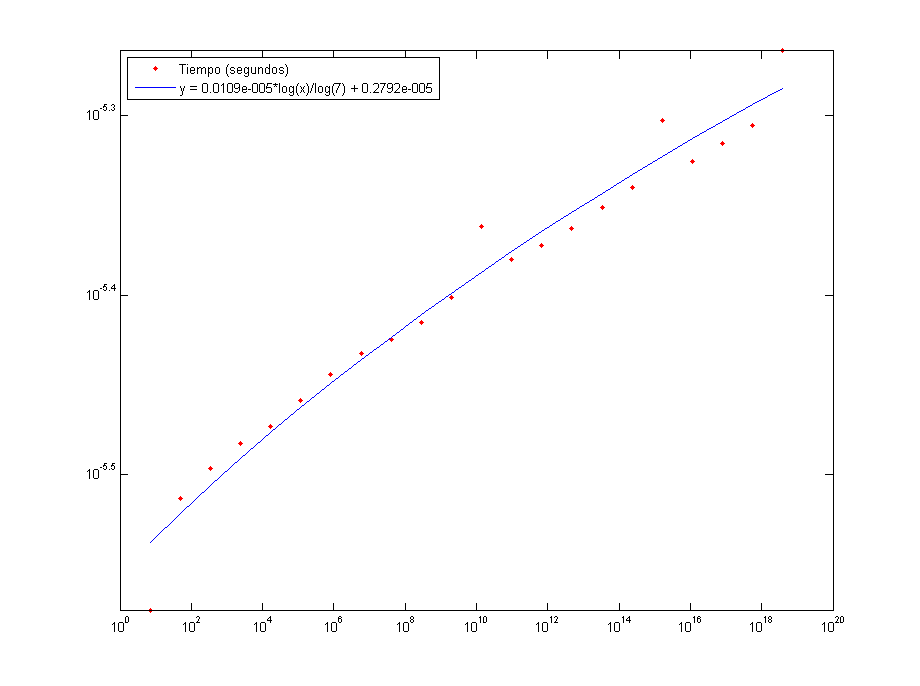 Tiempo (segundos)
y = 0.0109e-005*log(x)/log(7) + 0.2792e-005
10^-5.3
10^-5.4
10^-5.5
10^0 10^2 10^4 10^6 10^8 10^10 10^12 10^14 10^16 10^18 10^20